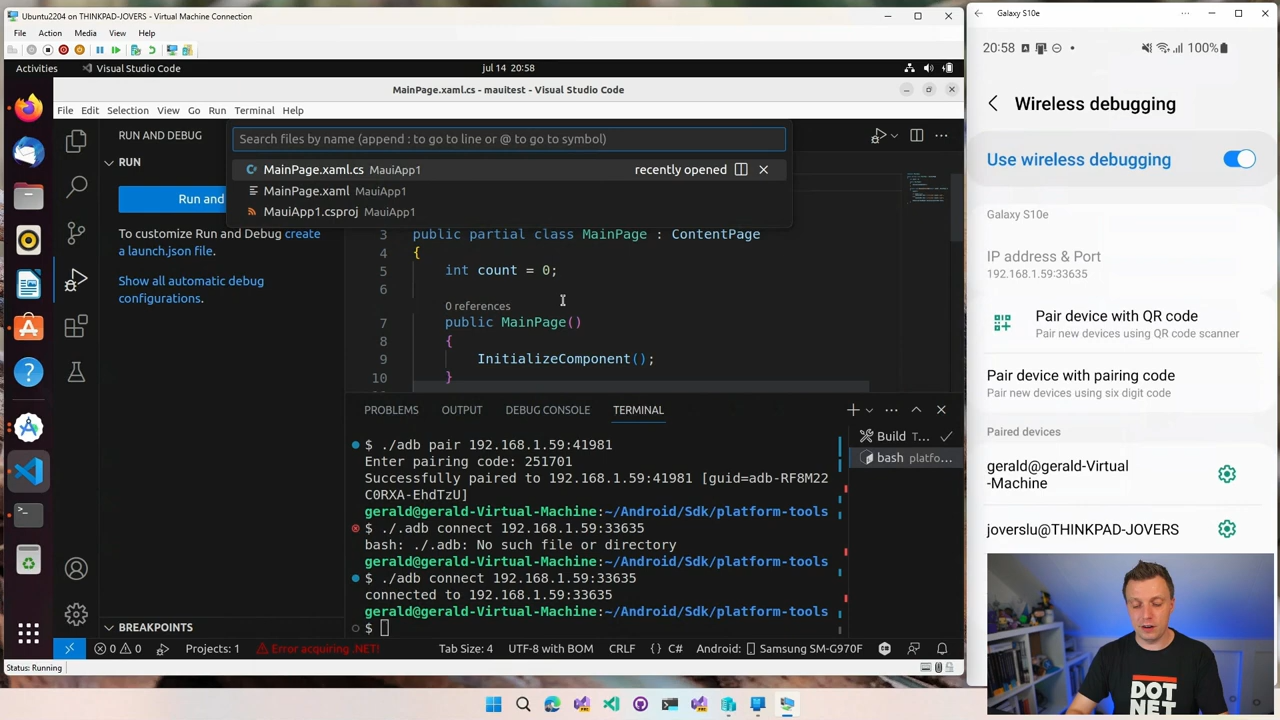 Ubuntu2204 on THINKPAD-JOVERS - Virtual Machine Connection
File Action Media View Help
Activities Visual Studio Code jul 14 20:58
MainPage.xaml.cs - mauitest - Visual Studio Code
File Edit Selection View Go Run Terminal Help
RUN AND DEBUG
RUN
Run and
To customize Run and Debug create
a launch.json file.
Show all automatic debug
configurations.
BREAKPOINTS
Search files by name (append : to go to line or @ to go to symbol)
MainPage.xaml.cs MauiApp1 recently opened
MainPage.xaml MauiApp1
MauiApp1.csproj MauiApp1
3 public partial class MainPage : ContentPage
4 {
5 int count = 0;
6
0 references
7 public MainPage()
8 {
9 InitializeComponent();
10 }
PROBLEMS OUTPUT DEBUG CONSOLE TERMINAL
$ ./adb pair 192.168.1.59:41981
Enter pairing code: 251701
Successfully paired to 192.168.1.59:41981 [guid=adb-RF8M22
C0RXA-EhdTzU]
gerald@gerald-Virtual-Machine:~/Android/Sdk/platform-tools
$ ./.adb connect 192.168.1.59:33635
bash: ./.adb: No such file or directory
gerald@gerald-Virtual-Machine:~/Android/Sdk/platform-tools
$ ./adb connect 192.168.1.59:33635
connected to 192.168.1.59:33635
gerald@gerald-Virtual-Machine:~/Android/Sdk/platform-tools
$
Build T...
bash platfo...
0 0 Projects: 1 Error acquiring .NET! Tab Size: 4 UTF-8 with BOM CRLF {} C# Android: Samsung SM-G970F
Status: Running
Galaxy S10e
20:58 100%
Wireless debugging
Use wireless debugging
Galaxy S10e
IP address & Port
192.168.1.59:33635
Pair device with QR code
Pair new devices using QR code scanner
Pair device with pairing code
Pair new devices using six digit code
Paired devices
gerald@gerald-Virtual
-Machine
joverslu@THINKPAD-JOVERS
DOT
NET